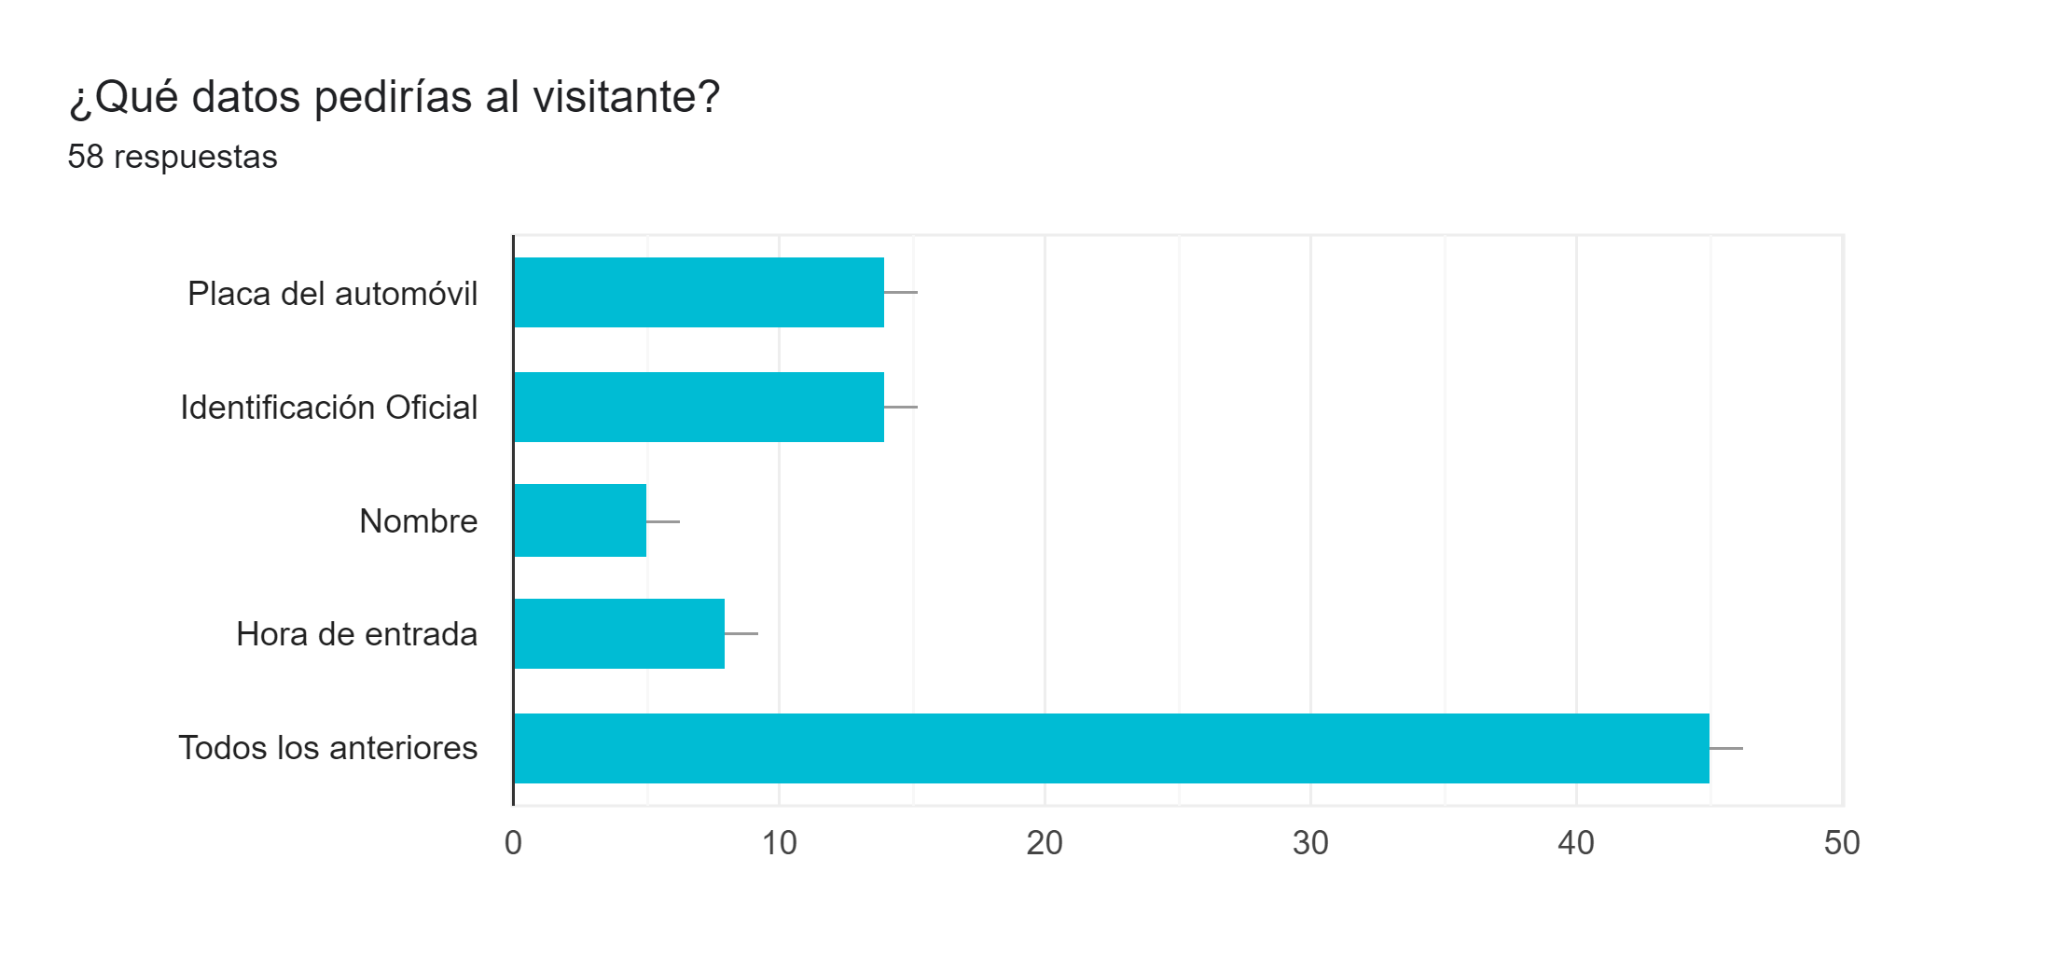 ¿Qué datos pedirías al visitante?
58 respuestas
Placa del automóvil
Identificación Oficial
Nombre
Hora de entrada
Todos los anteriores
0 10 20 30 40 50